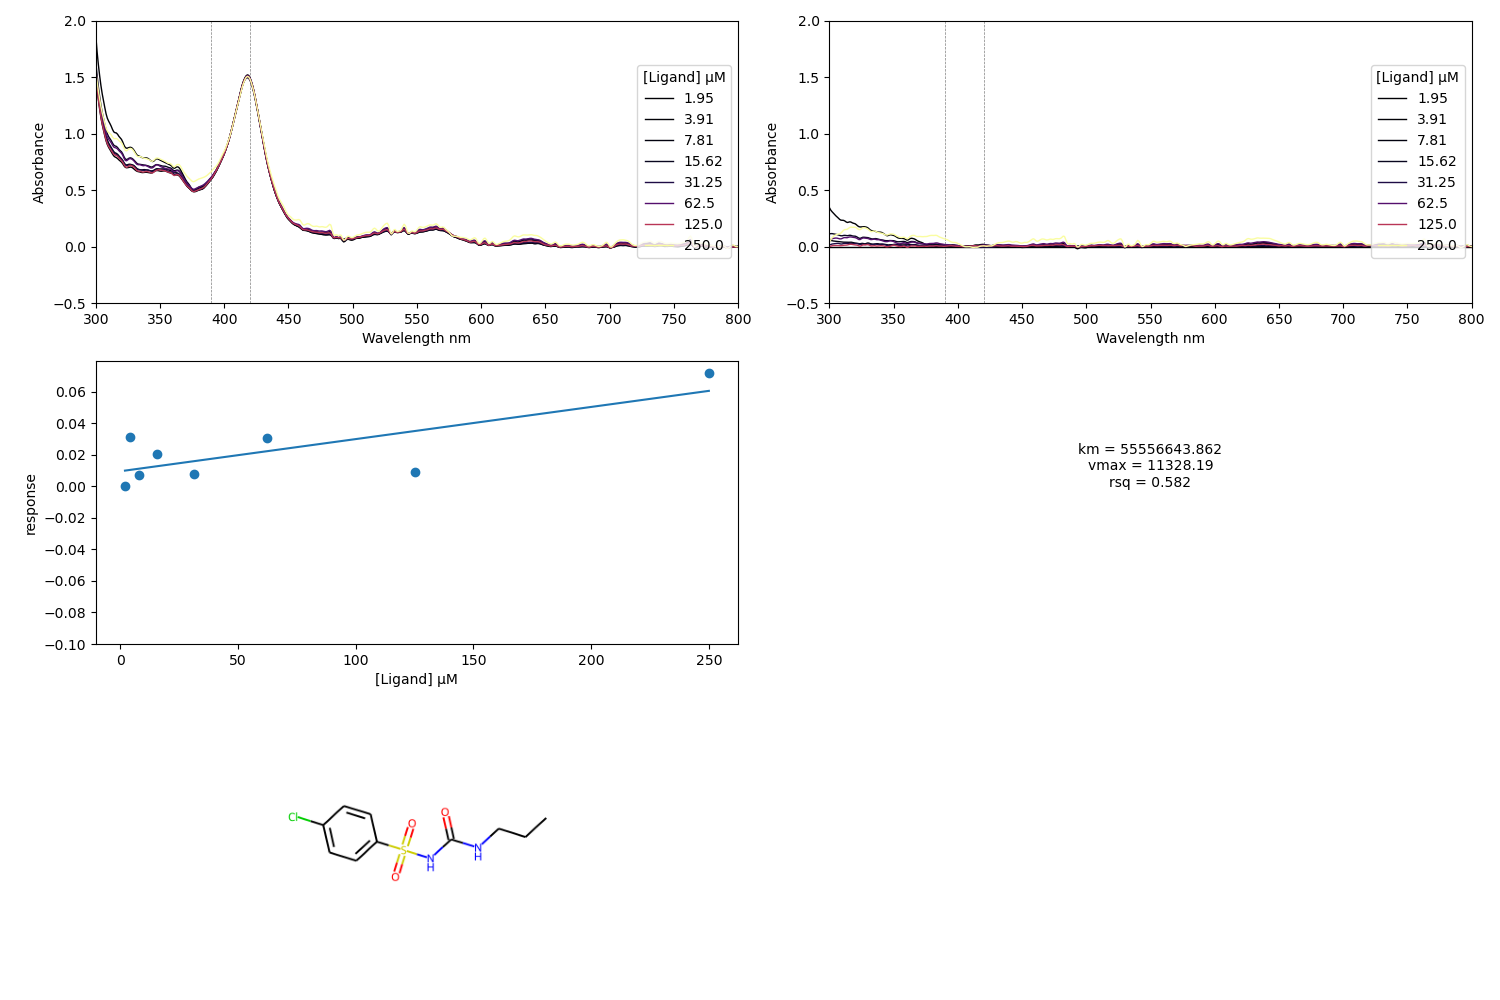 2.0
1.5
1.0
0.5
0.0
−0.5
Absorbance
300 350 400 450 500 550 600 650 700 750 800
Wavelength nm
[Ligand] μM
1.95
3.91
7.81
15.62
31.25
62.5
125.0
250.0
2.0
1.5
1.0
0.5
0.0
−0.5
Absorbance
300 350 400 450 500 550 600 650 700 750 800
Wavelength nm
[Ligand] μM
1.95
3.91
7.81
15.62
31.25
62.5
125.0
250.0
0.06
0.04
0.02
0.00
−0.02
−0.04
−0.06
−0.08
−0.10
response
0 50 100 150 200 250
[Ligand] μM
km = 55556643.862
vmax = 11328.19
rsq = 0.582
Cl
O
S
O
N
H
O
N
H